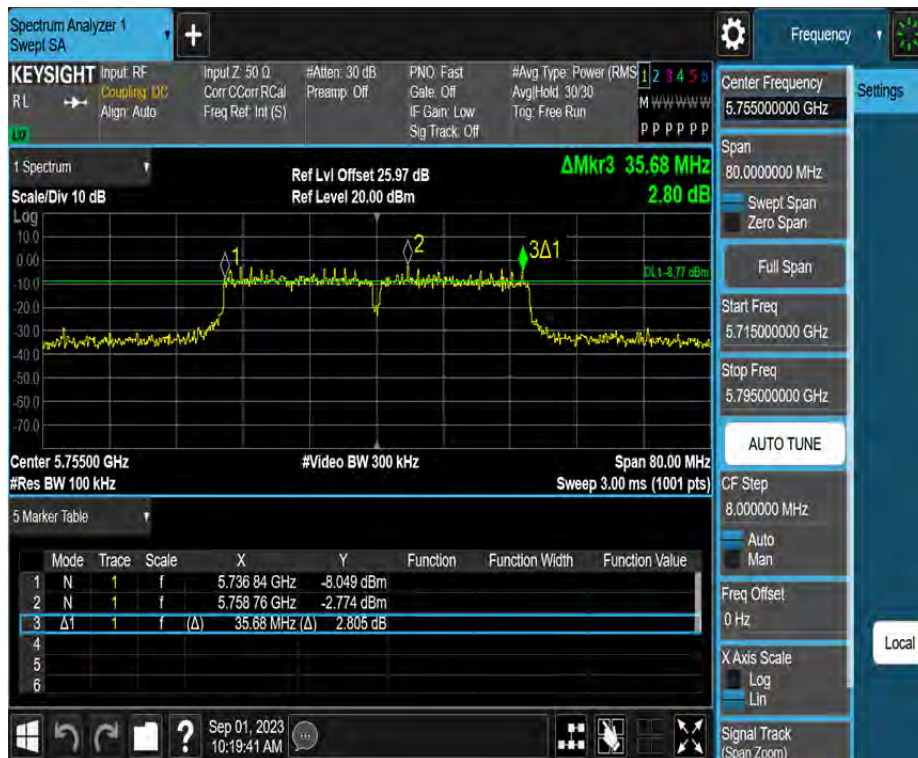 Spectrum Analyzer 1
Swept SA
+
Frequency
KEYSIGHT
RL
LXI
Input: RF
Coupling: DC
Align: Auto
Input Z: 50 Ω
Corr CCorr RCal
Freq Ref: Int (S)
#Atten: 30 dB
Preamp: Off
PNO: Fast
Gate: Off
IF Gain: Low
Sig Track: Off
#Avg Type: Power (RMS
Avg|Hold: 30/30
Trig: Free Run
1 2 3 4 5 6
M W W W W W
P P P P P P
Center Frequency
5.755000000 GHz
Settings
Span
80.0000000 MHz
Swept Span
Zero Span
Full Span
Start Freq
5.715000000 GHz
Stop Freq
5.795000000 GHz
AUTO TUNE
CF Step
8.000000 MHz
Auto
Man
Freq Offset
0 Hz
X Axis Scale
Log
Lin
Signal Track
(Span Zoom)
Local
1 Spectrum
Scale/Div 10 dB
Ref Lvl Offset 25.97 dB
Ref Level 20.00 dBm
ΔMkr3 35.68 MHz
2.80 dB
Log
10.0
0.00
-10.0
-20.0
-30.0
-40.0
-50.0
-60.0
-70.0
1
2
3Δ1
DL1 -8.77 dBm
Center 5.75500 GHz
#Video BW 300 kHz
Span 80.00 MHz
#Res BW 100 kHz
Sweep 3.00 ms (1001 pts)
5 Marker Table
Mode Trace Scale X Y Function Function Width Function Value
1 N 1 f 5.736 84 GHz -8.049 dBm
2 N 1 f 5.758 76 GHz -2.774 dBm
3 Δ1 1 f (Δ) 35.68 MHz (Δ) 2.805 dB
4
5
6
?
Sep 01, 2023
10:19:41 AM